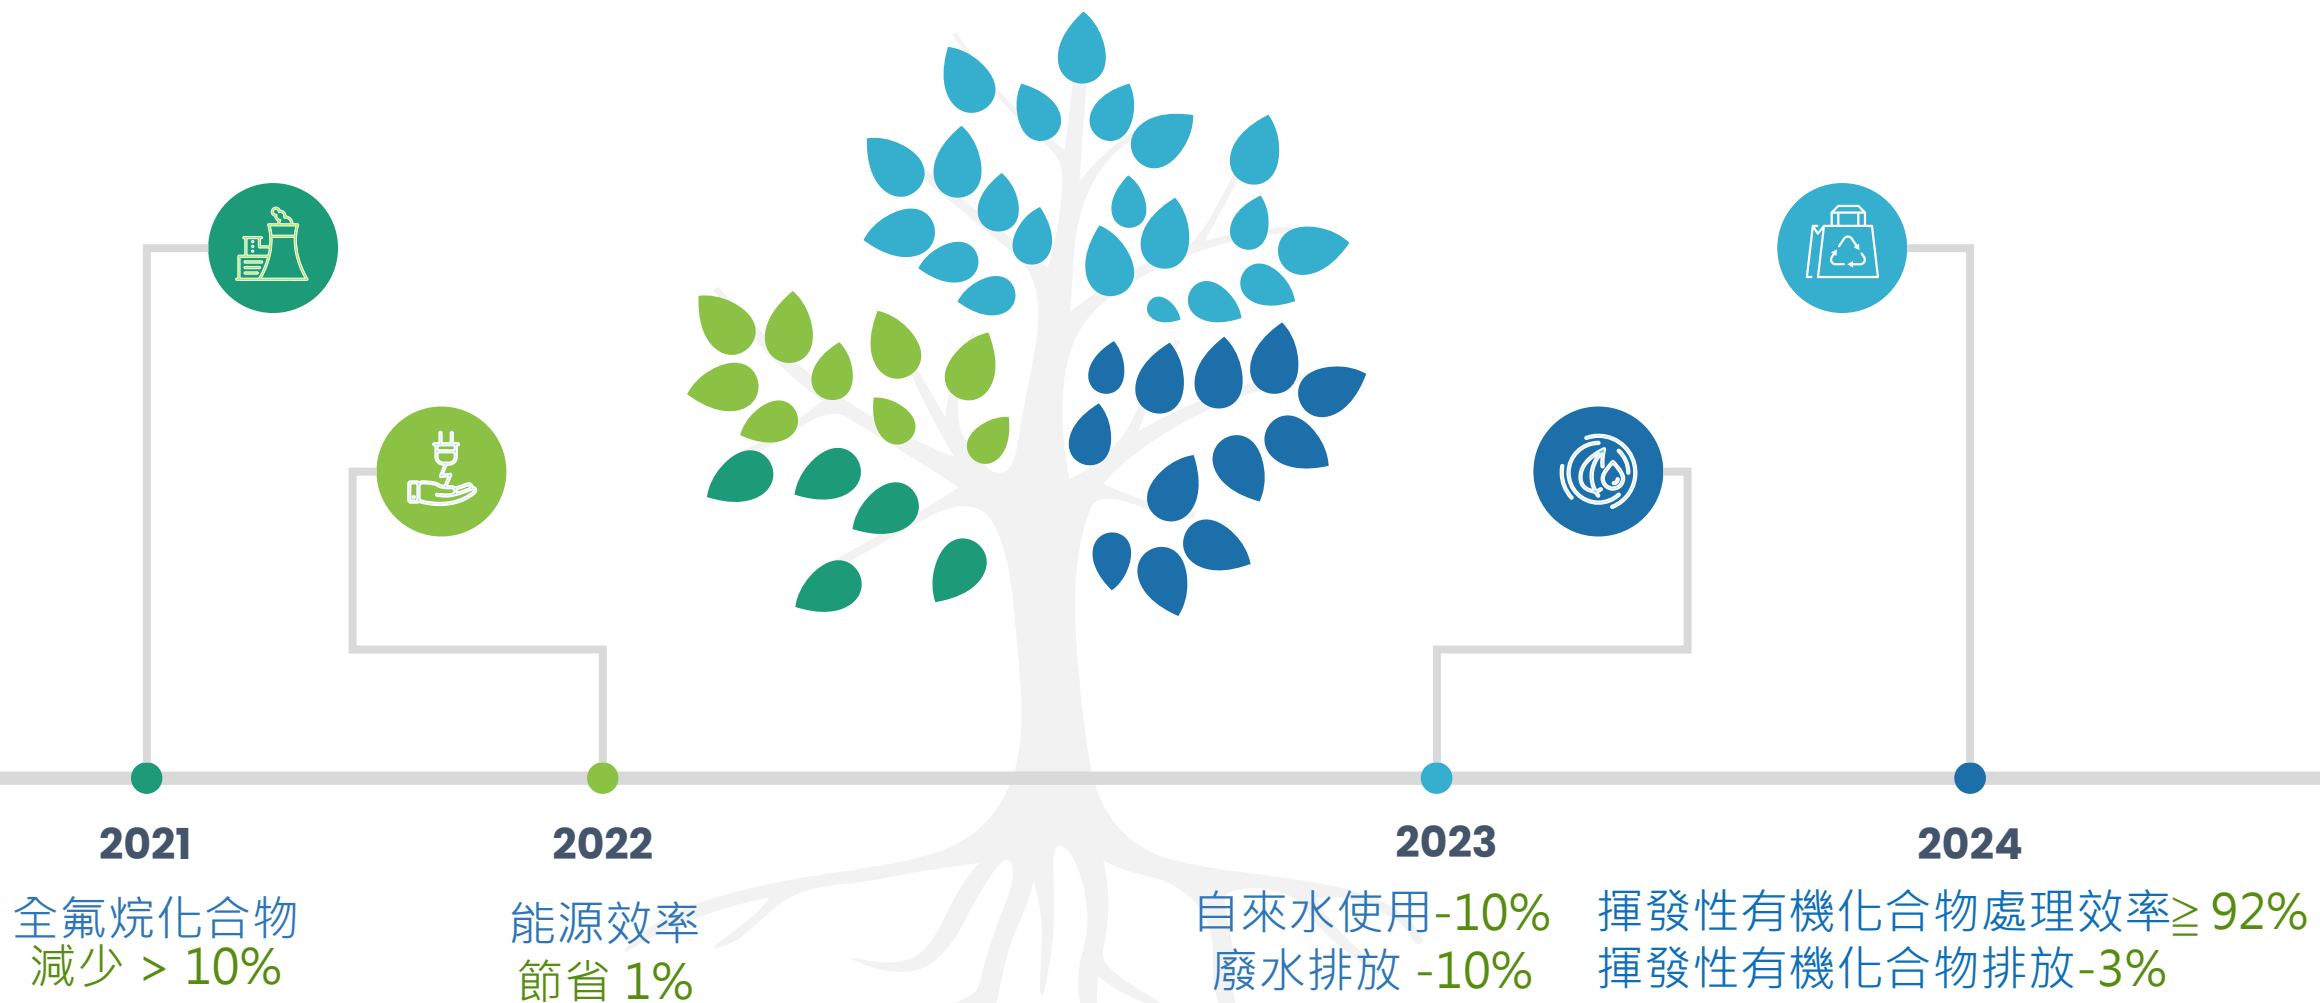 2021
全氟烷化合物
減少 > 10%
2022
能源效率
節省 1%
2023
自來水使用-10%
廢水排放 -10%
2024
揮發性有機化合物處理效率≧ 92%
揮發性有機化合物排放-3%